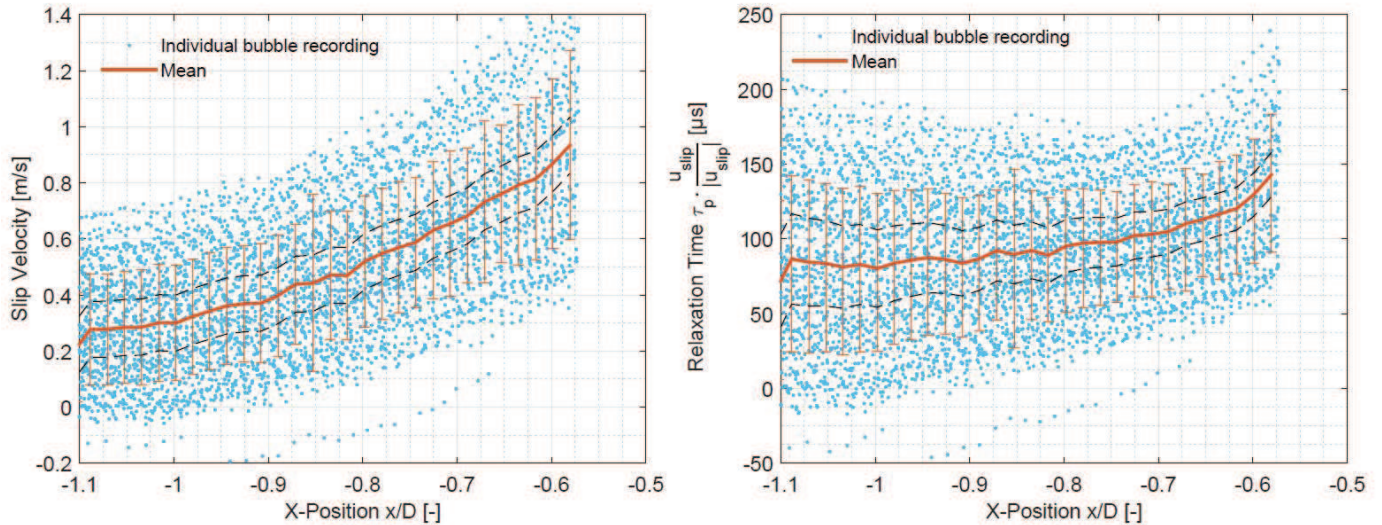 1.4
1.2
1
0.8
0.6
0.4
0.2
0
-0.2
Slip Velocity [m/s]
Individual bubble recording
Mean
-1.1 -1 -0.9 -0.8 -0.7 -0.6 -0.5
X-Position x/D [-]
250
200
150
100
50
0
-50
Relaxation Time τp · uslip / |uslip| [µs]
Individual bubble recording
Mean
-1.1 -1 -0.9 -0.8 -0.7 -0.6 -0.5
X-Position x/D [-]